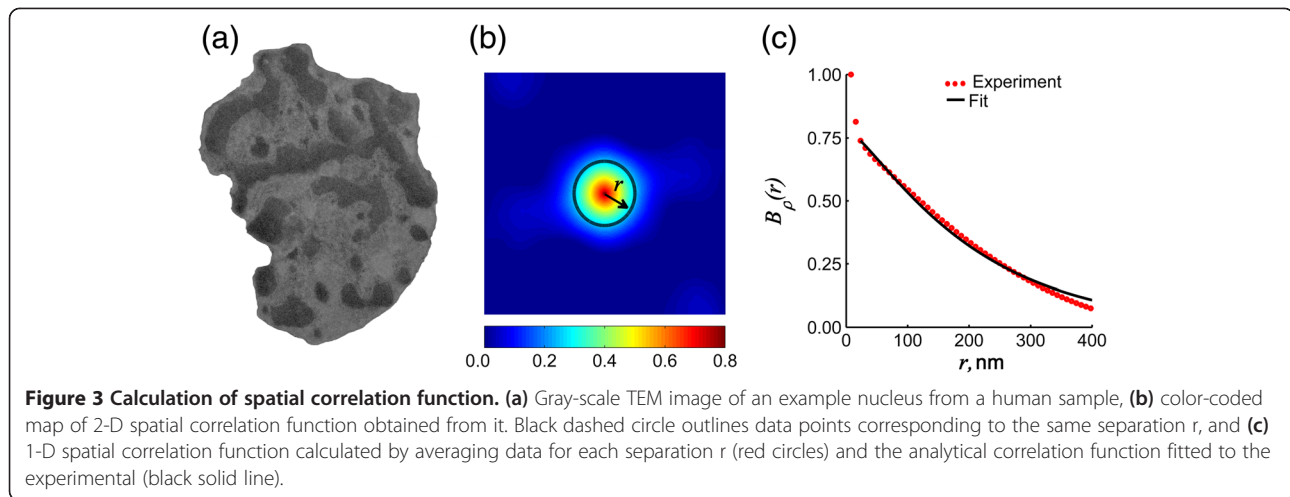 (a)
(b)
(c)
r
0.0 0.2 0.4 0.6 0.8
1.00
0.75
0.50
0.25
0.00
Bρ(r)
Experiment
Fit
0 100 200 300 400
r, nm
Figure 3 Calculation of spatial correlation function. (a) Gray-scale TEM image of an example nucleus from a human sample, (b) color-coded
map of 2-D spatial correlation function obtained from it. Black dashed circle outlines data points corresponding to the same separation r, and (c)
1-D spatial correlation function calculated by averaging data for each separation r (red circles) and the analytical correlation function fitted to the
experimental (black solid line).